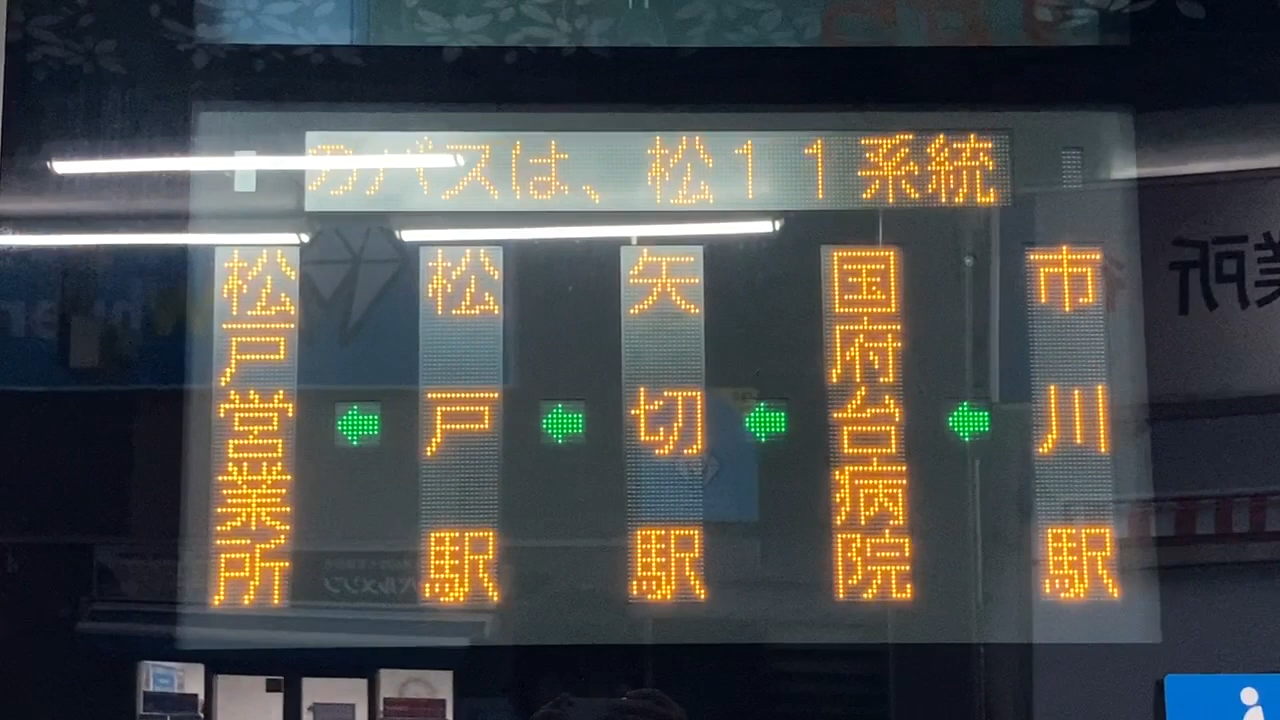 のバスは、松11系統
市川駅
国府台病院
矢切駅
松戸駅
松戸営業所